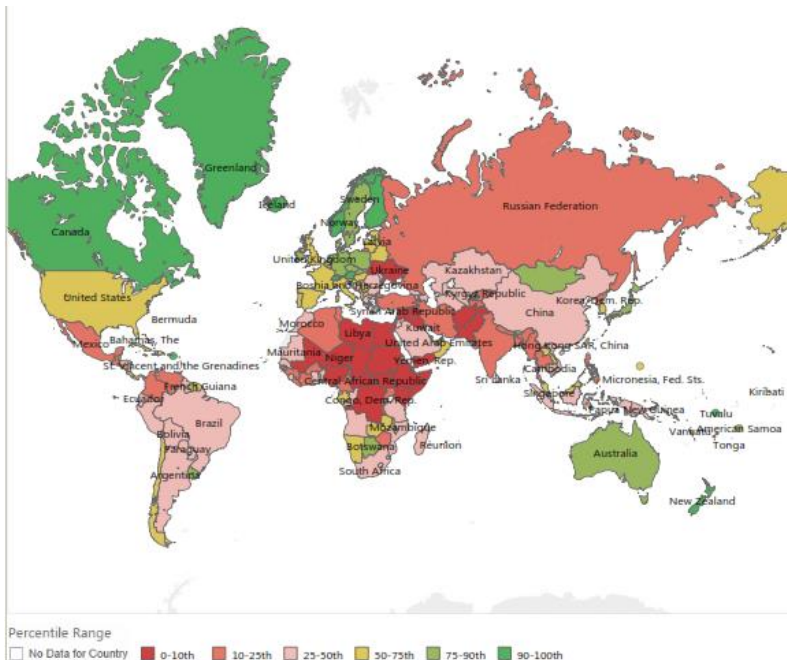 Greenland
Iceland
Sweden
Canada
Norway
Russian Federation
Latvia
United Kingdom
Ukraine
Kazakhstan
United States
Bosnia and Herzegovina
Kyrgyz Republic
Korea, Dem. Rep.
Syrian Arab Republic
China
Bermuda
Morocco
Kuwait
Libya
Bahamas, The
United Arab Emirates
Hong Kong SAR, China
Mexico
Mauritania
Niger
Yemen, Rep.
St. Vincent and the Grenadines
Cambodia
Central African Republic
Sri Lanka
Micronesia, Fed. Sts.
French Guiana
Ecuador
Singapore
Kiribati
Congo, Dem. Rep.
Papua New Guinea
Tuvalu
Brazil
Mozambique
American Samoa
Vanuatu
Bolivia
Botswana
Reunion
Tonga
Paraguay
Australia
Argentina
South Africa
New Zealand
Percentile Range
No Data for Country 0-10th 10-25th 25-50th 50-75th 75-90th 90-100th